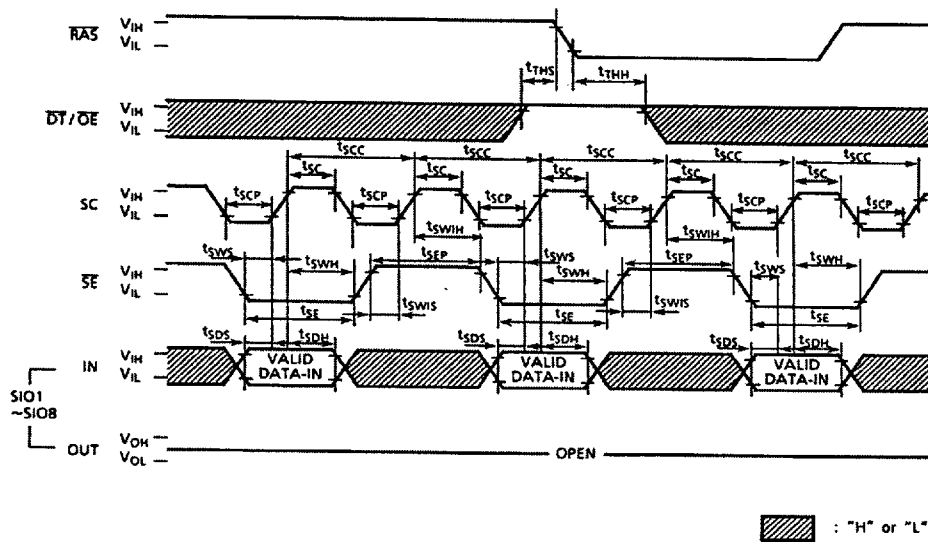 RAS VIH
VIL
tTHS tTHH
DT/OE VIH
VIL
tSCC tSCC tSCC tSCC tSCC
tSC tSC tSC tSC tSC
SC VIH
VIL
tSCP tSCP tSCP tSCP tSCP tSCP
tSWIH tSWIH
SE VIH
VIL
tSWS tSWH tSEP tSWS tSWH tSEP tSWS tSWH
tSE tSWIS tSE tSWIS tSE
tSDS tSDH tSDS tSDH tSDS tSDH
IN VIH
VIL
VALID
DATA-IN
VALID
DATA-IN
VALID
DATA-IN
SIO1
~SIO8
OUT VOH
VOL
OPEN
: "H" or "L"